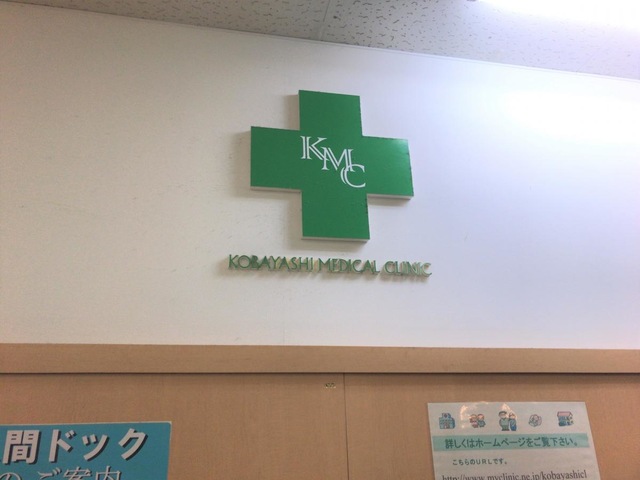 KMC
KOBAYASHI MEDICAL CLINIC
間ドック
のご案内
詳しくはホームページをご覧下さい。
こちらのURLです。
http://www.myclinic.ne.jp/kobayashicl